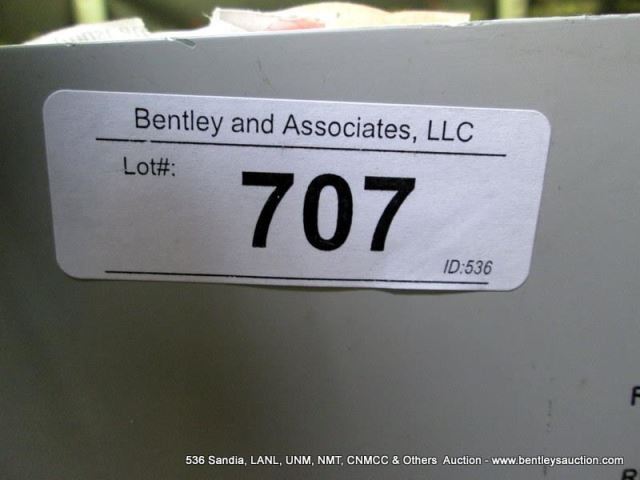 Bentley and Associates, LLC
Lot#:
707
ID:536
536 Sandia, LANL, UNM, NMT, CNMCC & Others Auction - www.bentleysauction.com